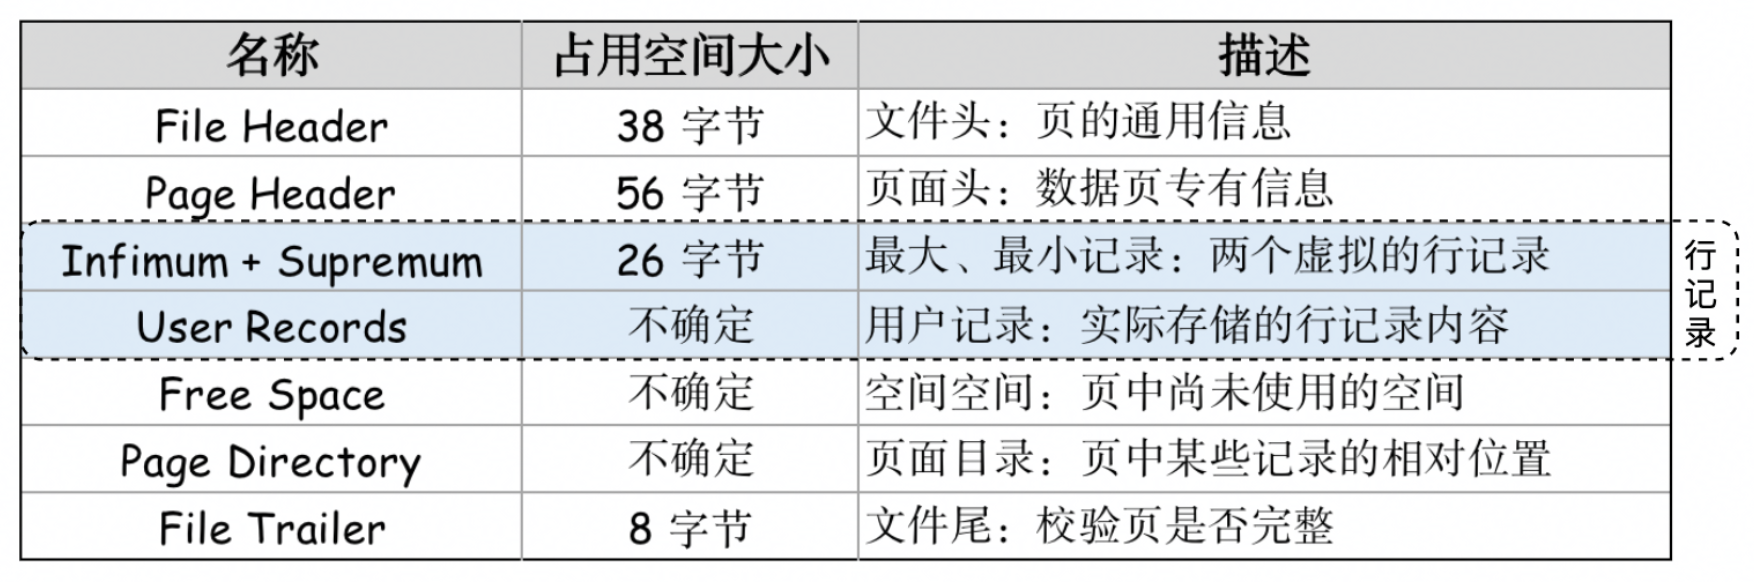 名称 占用空间大小 描述
File Header 38 字节 文件头：页的通用信息
Page Header 56 字节 页面头：数据页专有信息
Infimum + Supremum 26 字节 最大、最小记录：两个虚拟的行记录
User Records 不确定 用户记录：实际存储的行记录内容
行记录
Free Space 不确定 空间空间：页中尚未使用的空间
Page Directory 不确定 页面目录：页中某些记录的相对位置
File Trailer 8 字节 文件尾：校验页是否完整